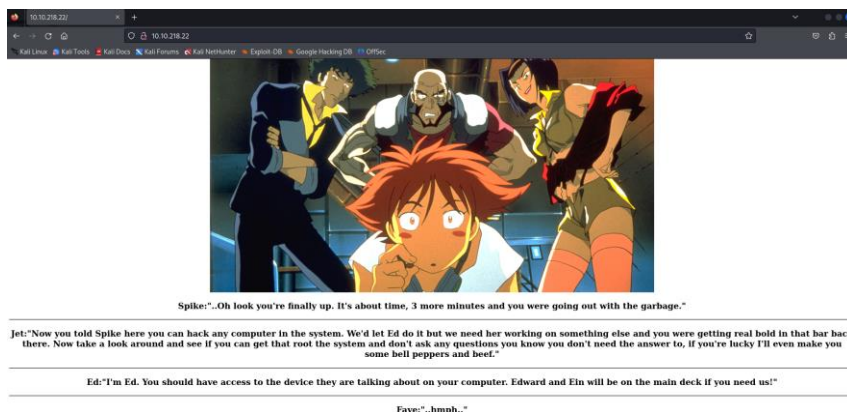 10.10.218.22/
10.10.218.22
Kali Linux Kali Tools Kali Docs Kali Forums Kali NetHunter Exploit-DB Google Hacking DB OffSec
Spike:"..Oh look you're finally up. It's about time, 3 more minutes and you were going out with the garbage."
Jet:"Now you told Spike here you can hack any computer in the system. We'd let Ed do it but we need her working on something else and you were getting real bold in that bar bac
there. Now take a look around and see if you can get that root the system and don't ask any questions you know you don't need the answer to, if you're lucky I'll even make you
some bell peppers and beef."
Ed:"I'm Ed. You should have access to the device they are talking about on your computer. Edward and Ein will be on the main deck if you need us!"
Faye:"..hmph.."